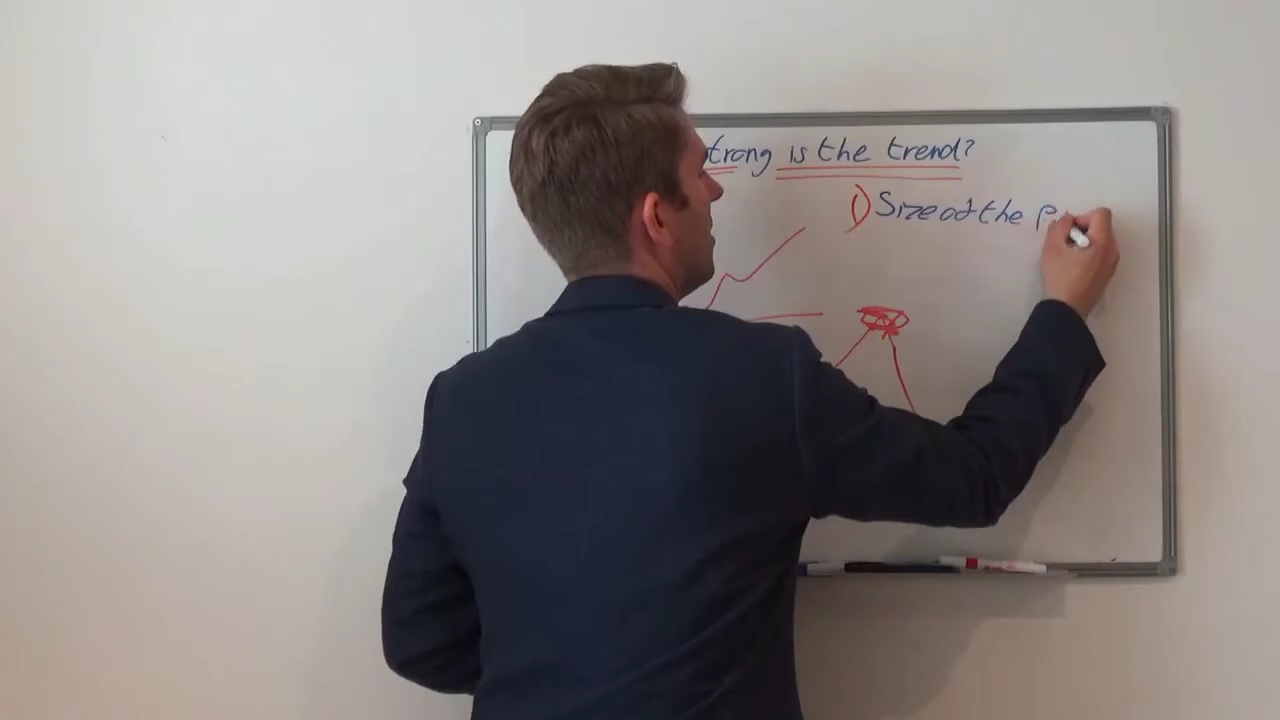 trong is the trend?
1) Size of the P